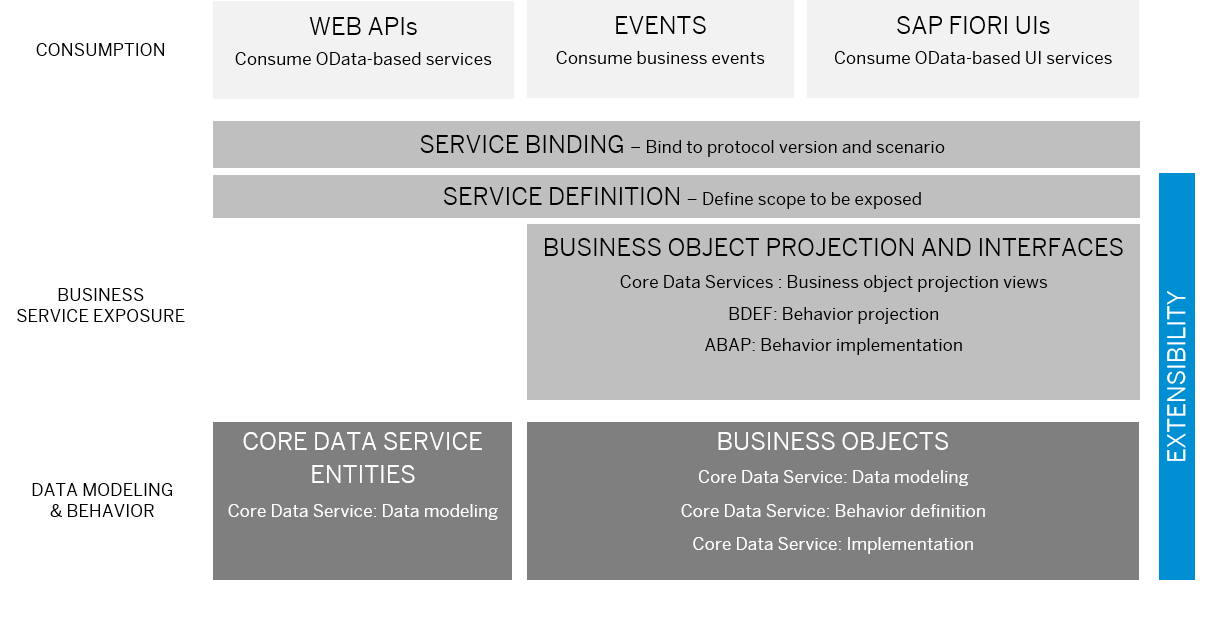 CONSUMPTION
WEB APIs
Consume OData-based services
EVENTS
Consume business events
SAP FIORI UIs
Consume OData-based UI services
SERVICE BINDING – Bind to protocol version and scenario
SERVICE DEFINITION – Define scope to be exposed
BUSINESS
SERVICE EXPOSURE
BUSINESS OBJECT PROJECTION AND INTERFACES
Core Data Services : Business object projection views
BDEF: Behavior projection
ABAP: Behavior implementation
EXTENSIBILITY
DATA MODELING
& BEHAVIOR
CORE DATA SERVICE
ENTITIES
Core Data Service: Data modeling
BUSINESS OBJECTS
Core Data Service: Data modeling
Core Data Service: Behavior definition
Core Data Service: Implementation